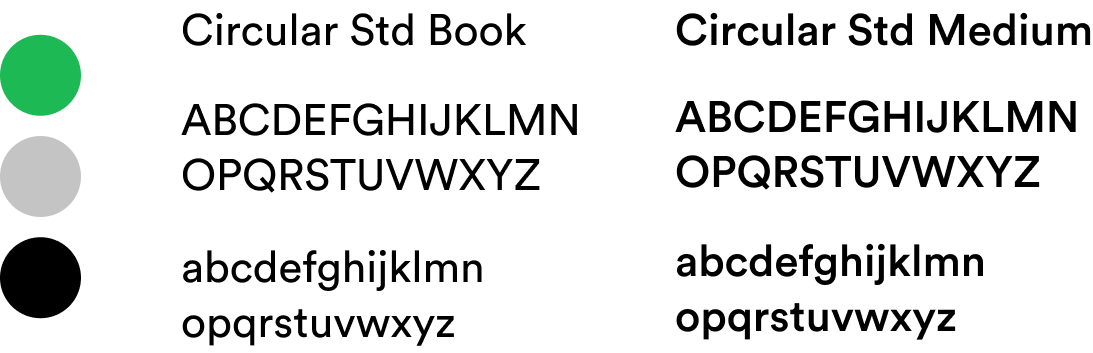 Circular Std Book
ABCDEFGHIJKLMN
OPQRSTUVWXYZ
abcdefghijklmn
opqrstuvwxyz
Circular Std Medium
ABCDEFGHIJKLMN
OPQRSTUVWXYZ
abcdefghijklmn
opqrstuvwxyz